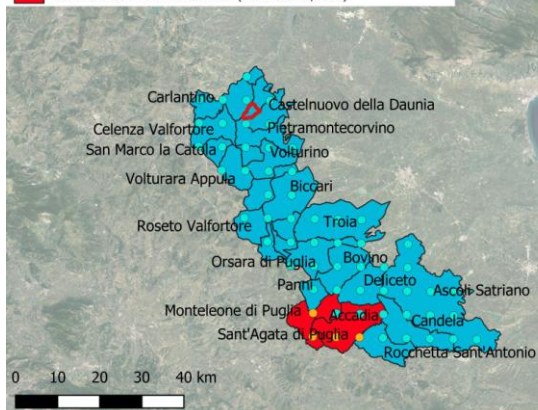 Carlantino
Castelnuovo della Daunia
Celenza Valfortore
Pietramontecorvino
San Marco la Catola
Volturino
Volturara Appula
Biccari
Roseto Valfortore
Troia
Orsara di Puglia
Bovino
Panni
Deliceto
Ascoli Satriano
Monteleone di Puglia
Accadia
Candela
Sant'Agata di Puglia
Rocchetta Sant'Antonio
0 10 20 30 40 km